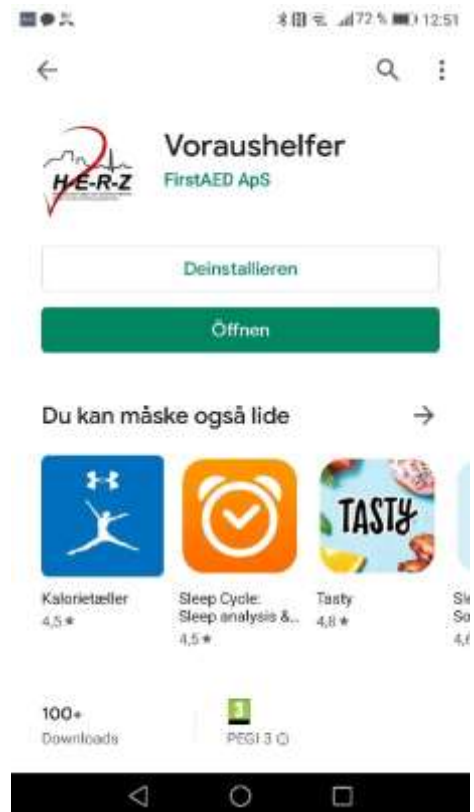 72 % 12:51
Voraushelfer
H-E-R-Z
FirstAED ApS
Deinstallieren
Öffnen
Du kan måske også lide
TASTY
Kalorietæller
Sleep Cycle:
Tasty
Sleep analysis &...
4,5★
4,8★
4,5★
100+
3
Downloads
PEGI 3